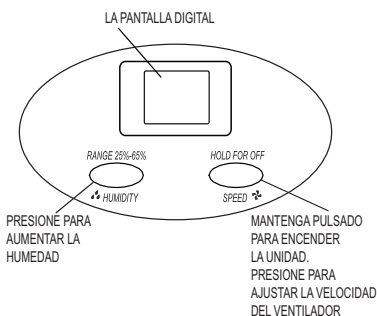 LA PANTALLA DIGITAL
RANGE 25%-65%
HUMIDITY
HOLD FOR OFF
SPEED
PRESIONE PARA
AUMENTAR LA
HUMEDAD
MANTENGA PULSADO
PARA ENCENDER
LA UNIDAD.
PRESIONE PARA
AJUSTAR LA VELOCIDAD
DEL VENTILADOR